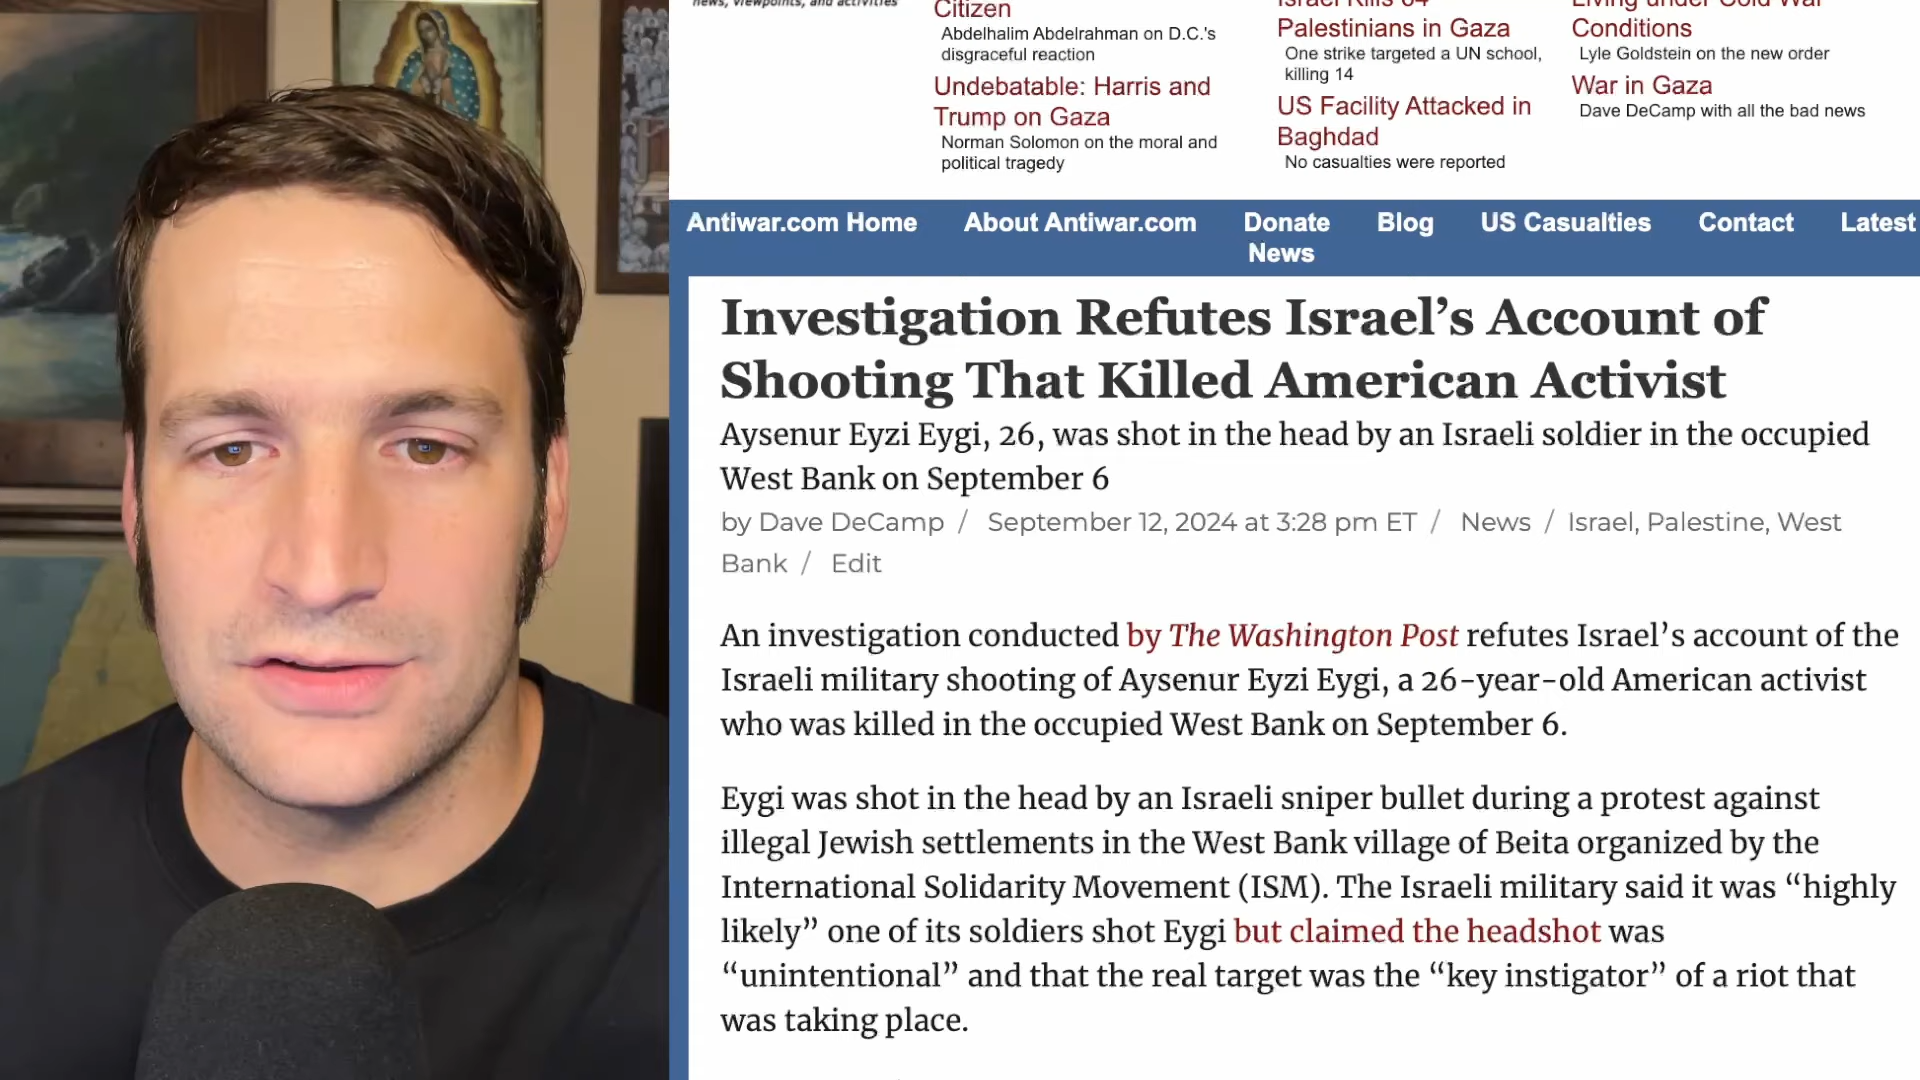 news, viewpoints, and activities
Citizen
Abdelhalim Abdelrahman on D.C.'s
disgraceful reaction
Undebatable: Harris and
Trump on Gaza
Norman Solomon on the moral and
political tragedy
Israel Kills 64
Palestinians in Gaza
One strike targeted a UN school,
killing 14
US Facility Attacked in
Baghdad
No casualties were reported
Living under Cold War
Conditions
Lyle Goldstein on the new order
War in Gaza
Dave DeCamp with all the bad news
Antiwar.com Home About Antiwar.com Donate Blog US Casualties Contact Latest
News
Investigation Refutes Israel’s Account of
Shooting That Killed American Activist
Aysenur Eyzi Eygi, 26, was shot in the head by an Israeli soldier in the occupied
West Bank on September 6
by Dave DeCamp / September 12, 2024 at 3:28 pm ET / News / Israel, Palestine, West
Bank / Edit
An investigation conducted by The Washington Post refutes Israel’s account of the
Israeli military shooting of Aysenur Eyzi Eygi, a 26-year-old American activist
who was killed in the occupied West Bank on September 6.
Eygi was shot in the head by an Israeli sniper bullet during a protest against
illegal Jewish settlements in the West Bank village of Beita organized by the
International Solidarity Movement (ISM). The Israeli military said it was “highly
likely” one of its soldiers shot Eygi but claimed the headshot was
“unintentional” and that the real target was the “key instigator” of a riot that
was taking place.